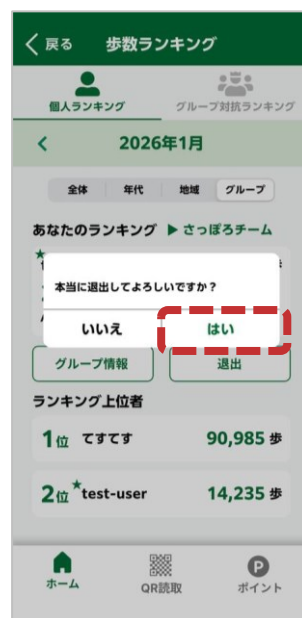 戻る 歩数ランキング
個人ランキング グループ対抗ランキング
2026年1月
全体 年代 地域 グループ
あなたのランキング ▶ さっぽろチーム
本当に退出してよろしいですか？
いいえ はい
グループ情報 退出
ランキング上位者
1位 てすてす 90,985 歩
2位 ★test-user 14,235 歩
ホーム QR読取 P ポイント